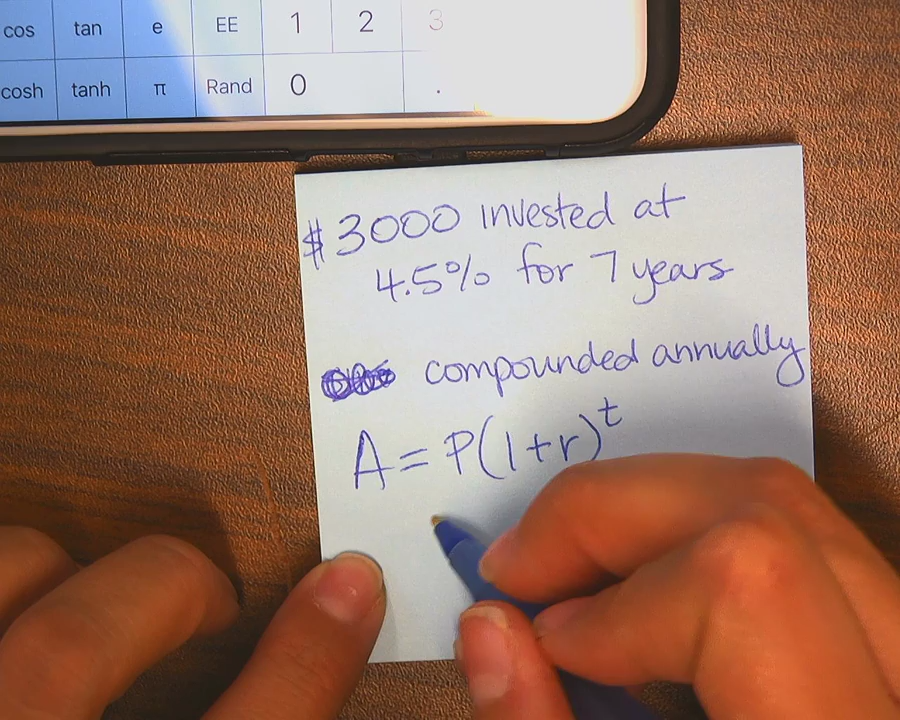 cos tan e EE 1 2 3
cosh tanh π Rand 0 .
$3000 invested at
4.5% for 7 years
compounded annually
A = P(1+r)^t